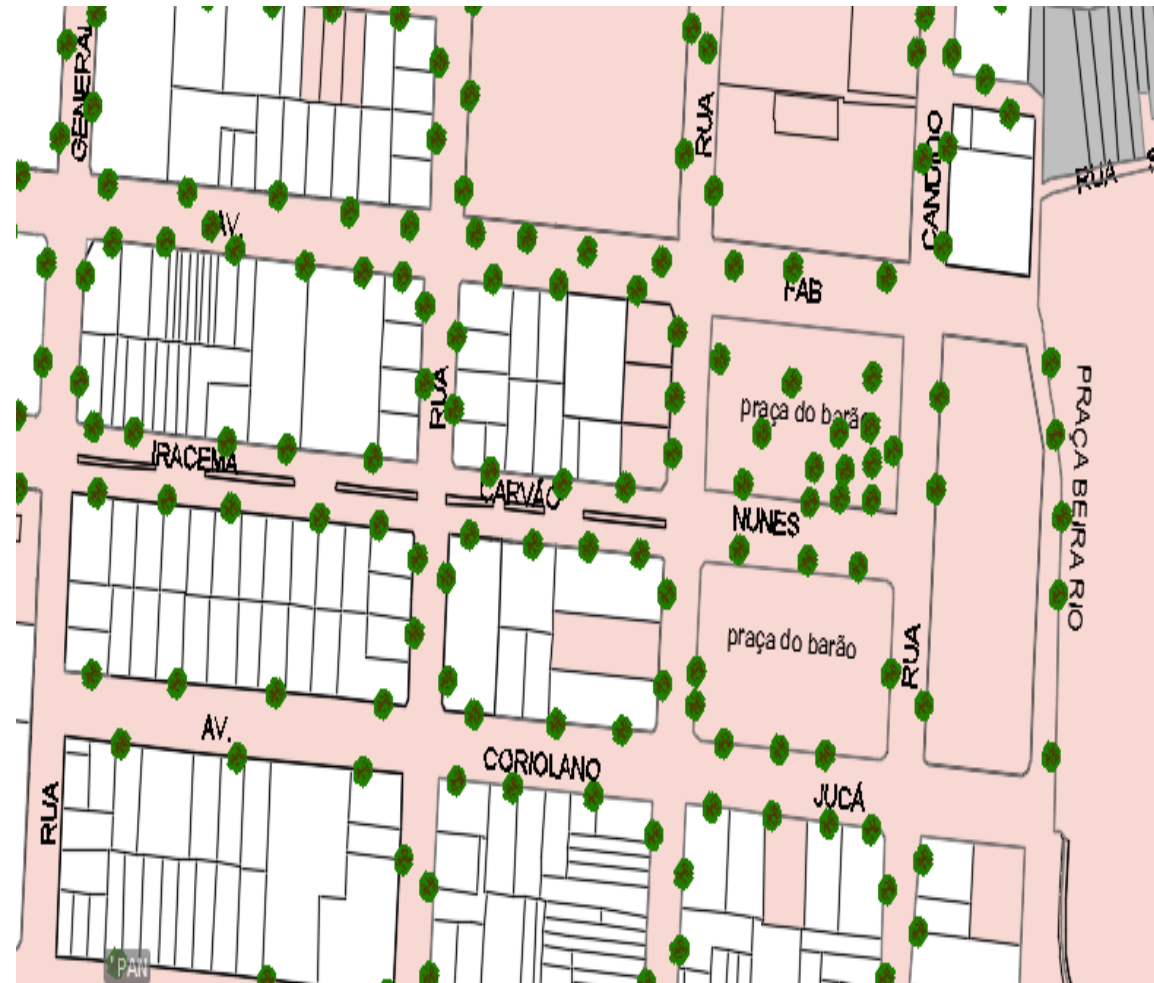 GENERAL
RUA
CANDIDO
RUA
AV.
FAB
RUA
praça do barão
PRAÇA BEIRA RIO
IRACEMA
CARVÃO
NUNES
praça do barão
RUA
AV.
CORIOLANO
JUCÁ
RUA
PAN